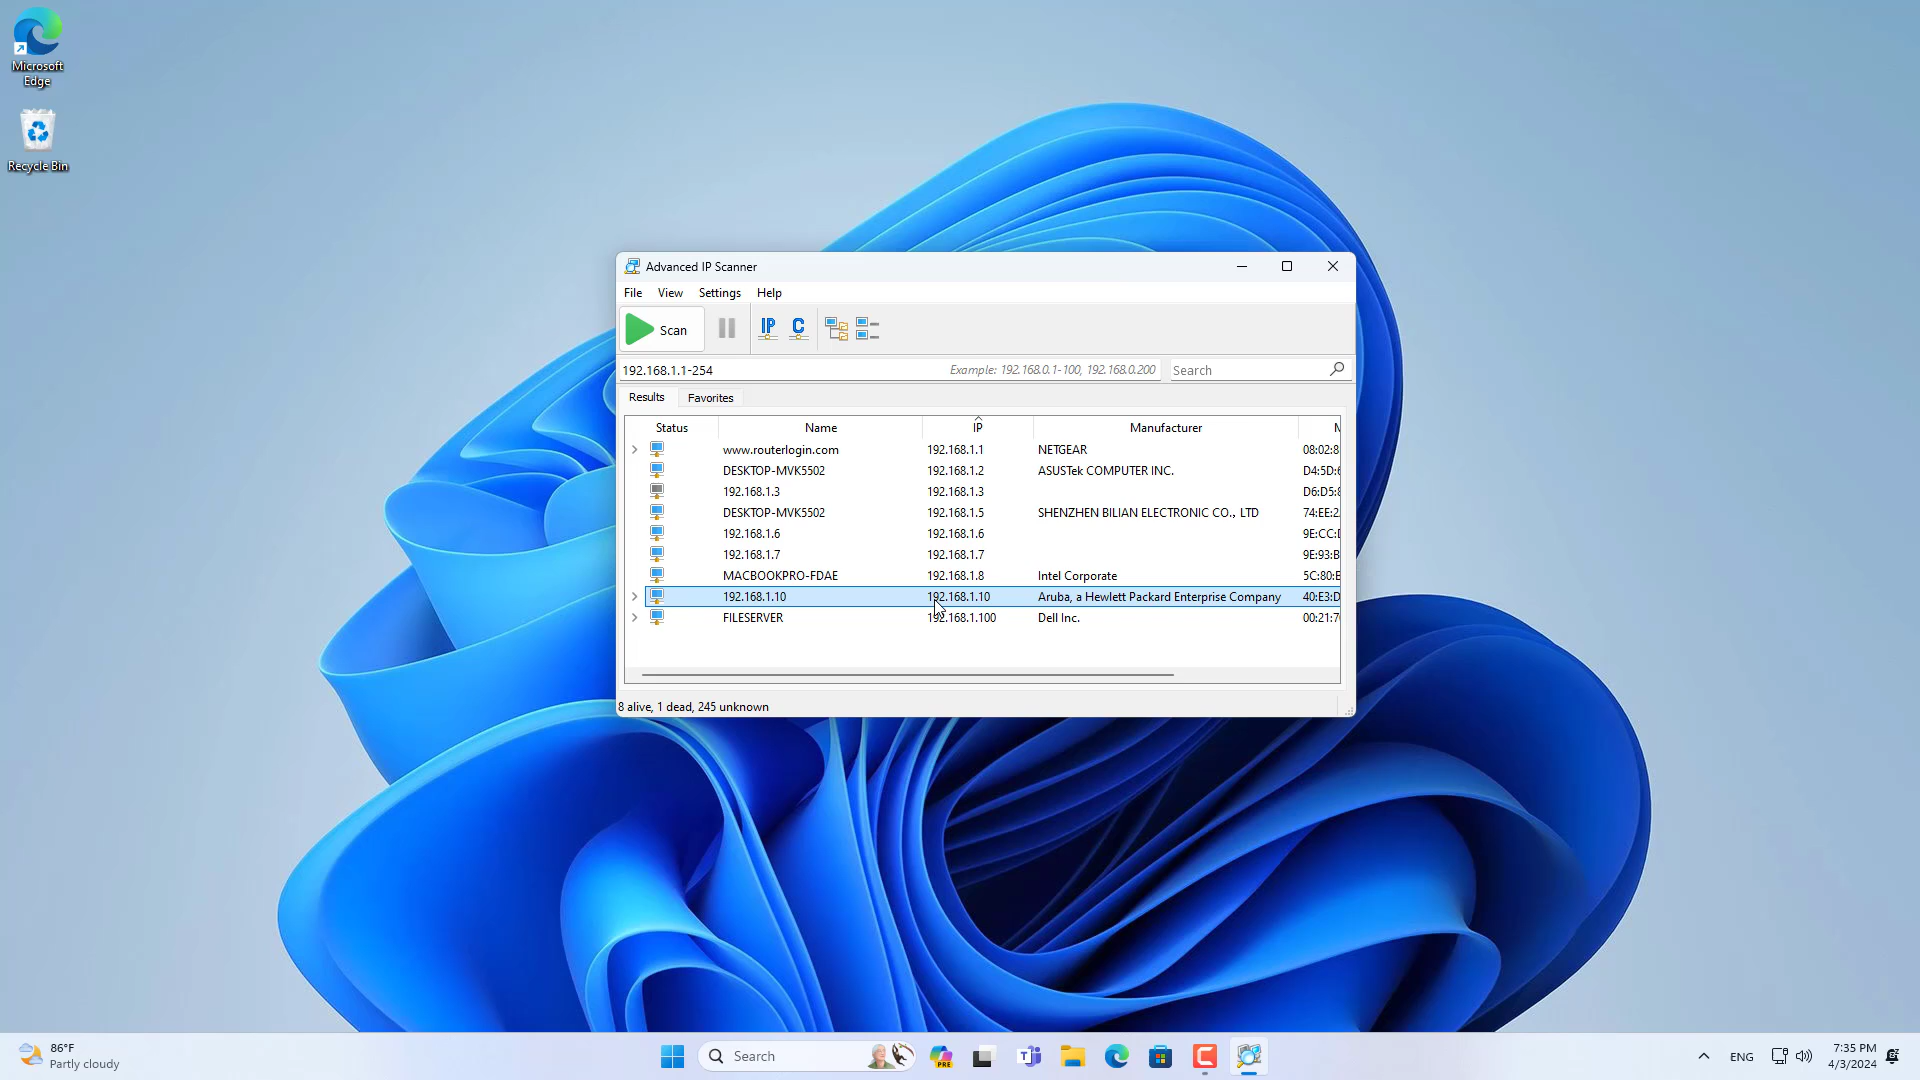 Microsoft
Edge
Recycle Bin
Advanced IP Scanner
File View Settings Help
Scan IP C
192.168.1.1-254 Example: 192.168.0.1-100, 192.168.0.200 Search
Results Favorites
Status Name IP Manufacturer M
www.routerlogin.com 192.168.1.1 NETGEAR 08:02:8
DESKTOP-MVK5502 192.168.1.2 ASUSTek COMPUTER INC. D4:5D:6
192.168.1.3 192.168.1.3 D6:D5:8
DESKTOP-MVK5502 192.168.1.5 SHENZHEN BILIAN ELECTRONIC CO., LTD 74:EE:2
192.168.1.6 192.168.1.6 9E:CC:D
192.168.1.7 192.168.1.7 9E:93:B
MACBOOKPRO-FDAE 192.168.1.8 Intel Corporate 5C:80:B
192.168.1.10 192.168.1.10 Aruba, a Hewlett Packard Enterprise Company 40:E3:D
FILESERVER 192.168.1.100 Dell Inc. 00:21:7
8 alive, 1 dead, 245 unknown
86°F
Partly cloudy
Search
PRE
ENG
7:35 PM
4/3/2024